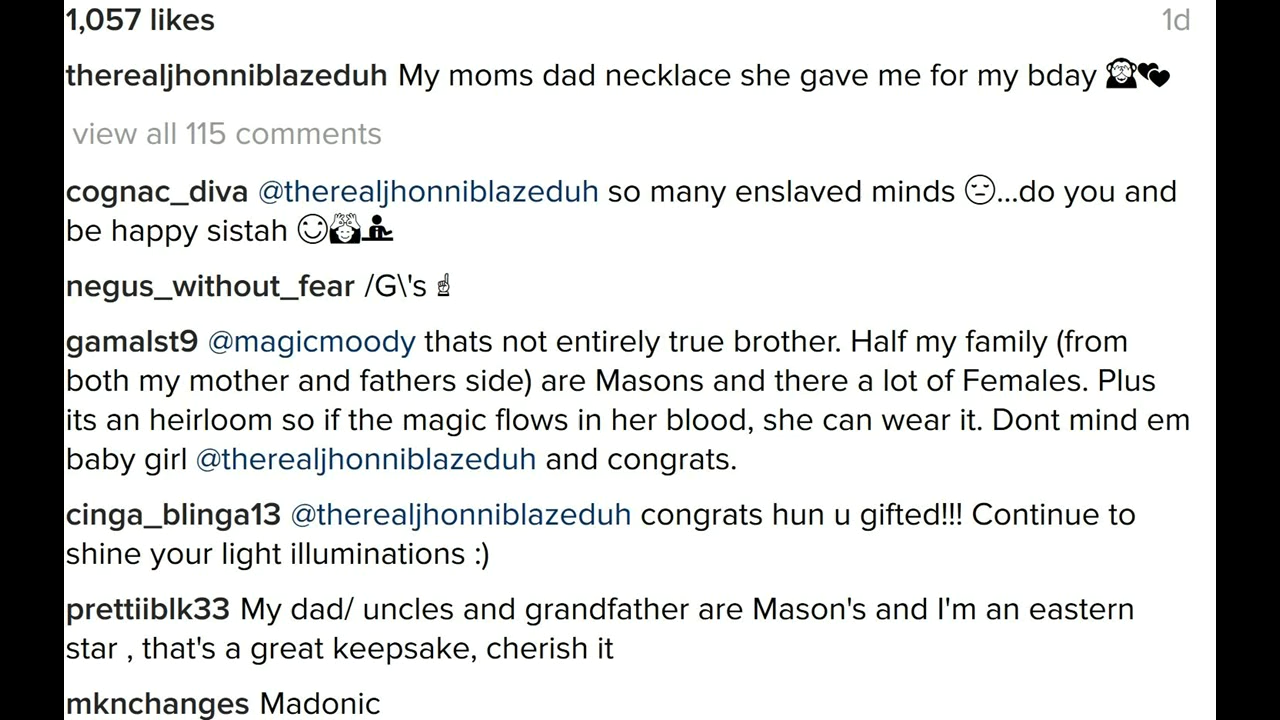 1,057 likes 1d
therealjhonniblazeduh My moms dad necklace she gave me for my bday 🙈💕
view all 115 comments
cognac_diva @therealjhonniblazeduh so many enslaved minds 😔...do you and
be happy sistah 😊🙌💁
negus_without_fear /G\'s ☝
gamalst9 @magicmoody thats not entirely true brother. Half my family (from
both my mother and fathers side) are Masons and there a lot of Females. Plus
its an heirloom so if the magic flows in her blood, she can wear it. Dont mind em
baby girl @therealjhonniblazeduh and congrats.
cinga_blinga13 @therealjhonniblazeduh congrats hun u gifted!!! Continue to
shine your light illuminations :)
prettiiblk33 My dad/ uncles and grandfather are Mason's and I'm an eastern
star , that's a great keepsake, cherish it
mknchanges Madonic